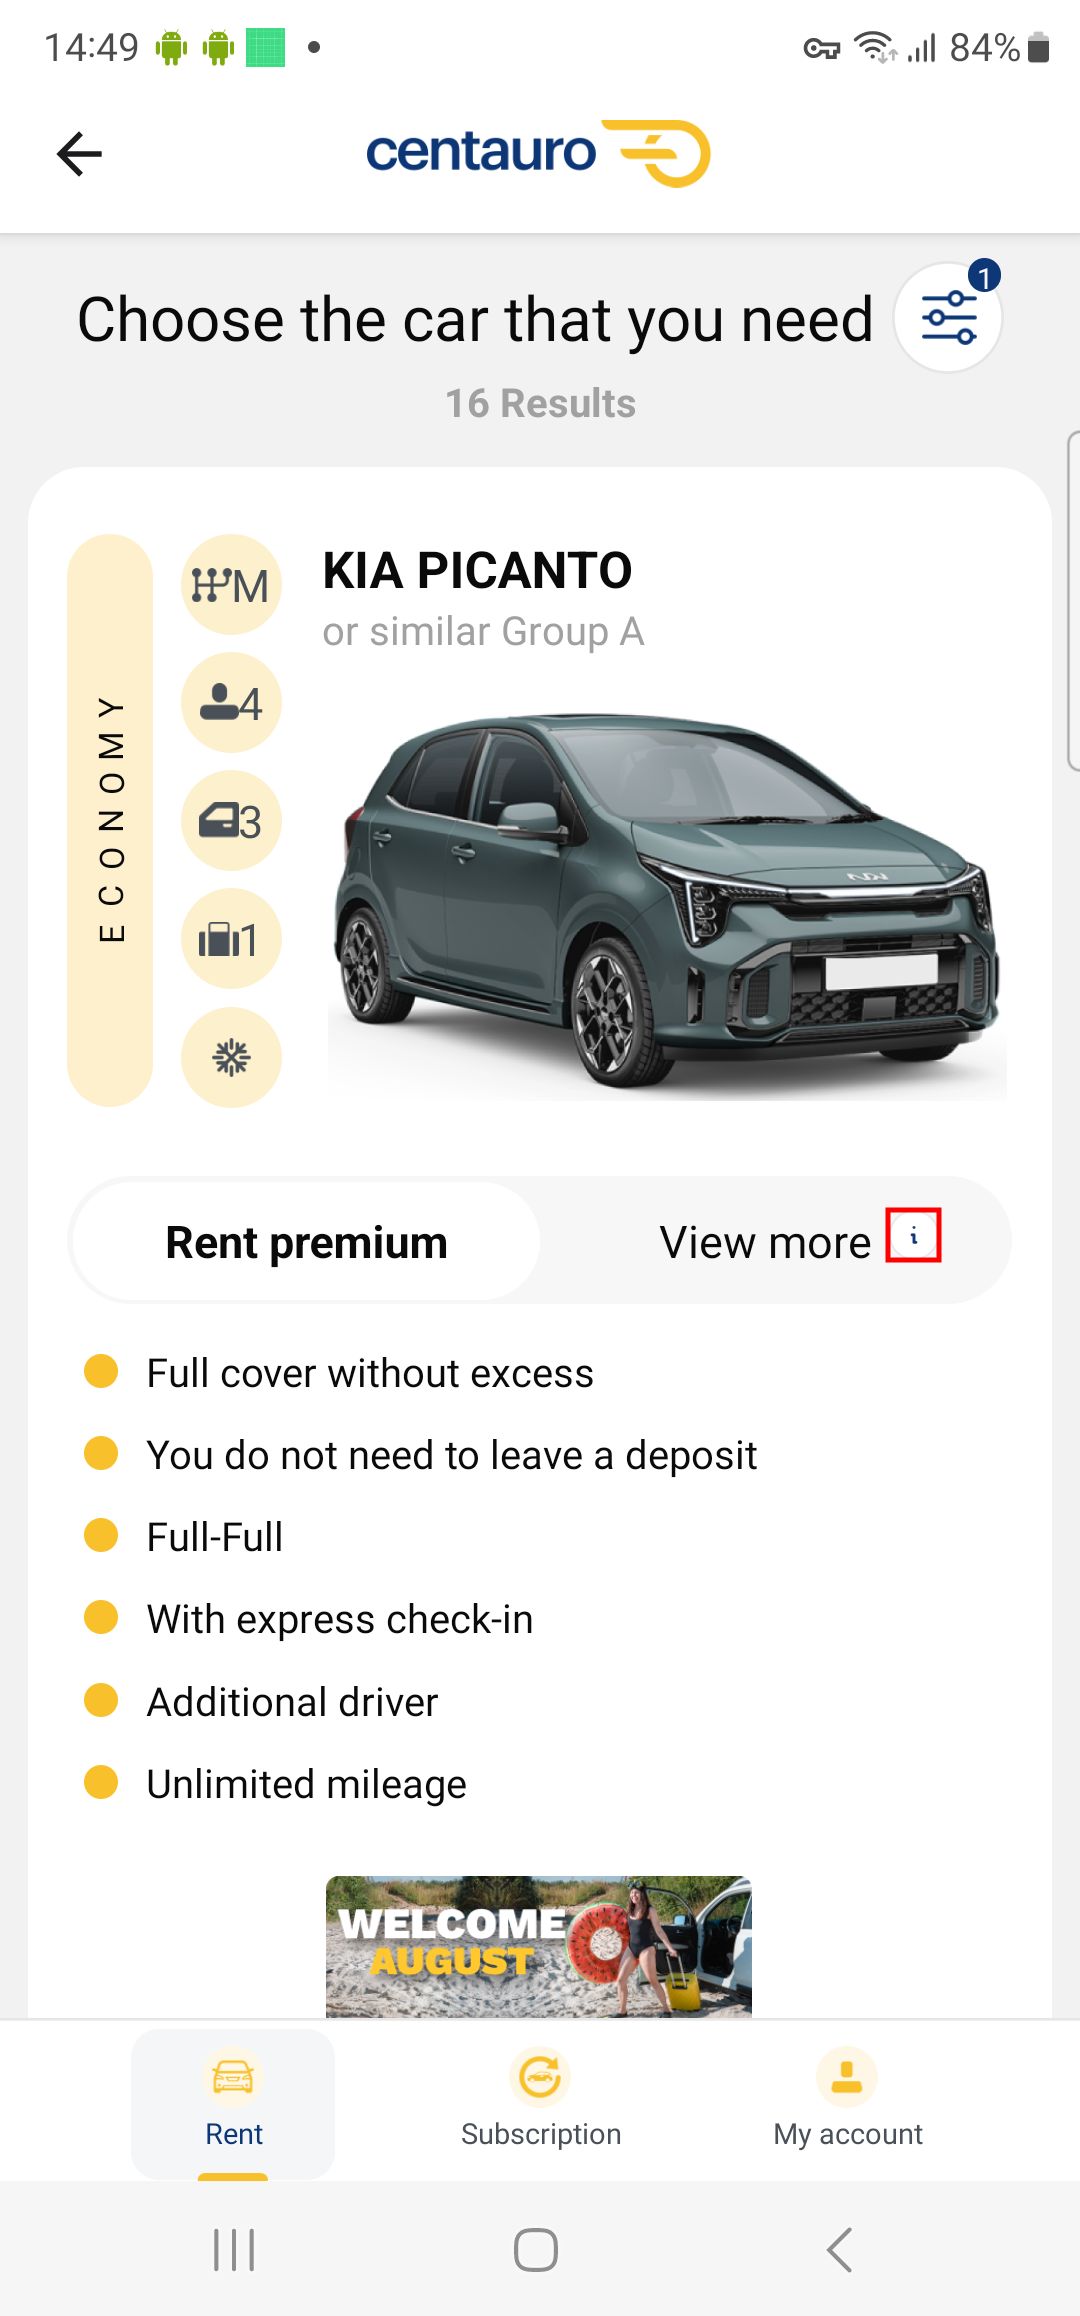 14:49
84%
centauro
Choose the car that you need
1
16 Results
ECONOMY
M
4
3
1
KIA PICANTO
or similar Group A
Rent premium
View more i
Full cover without excess
You do not need to leave a deposit
Full-Full
With express check-in
Additional driver
Unlimited mileage
WELCOME
AUGUST
Rent
Subscription
My account